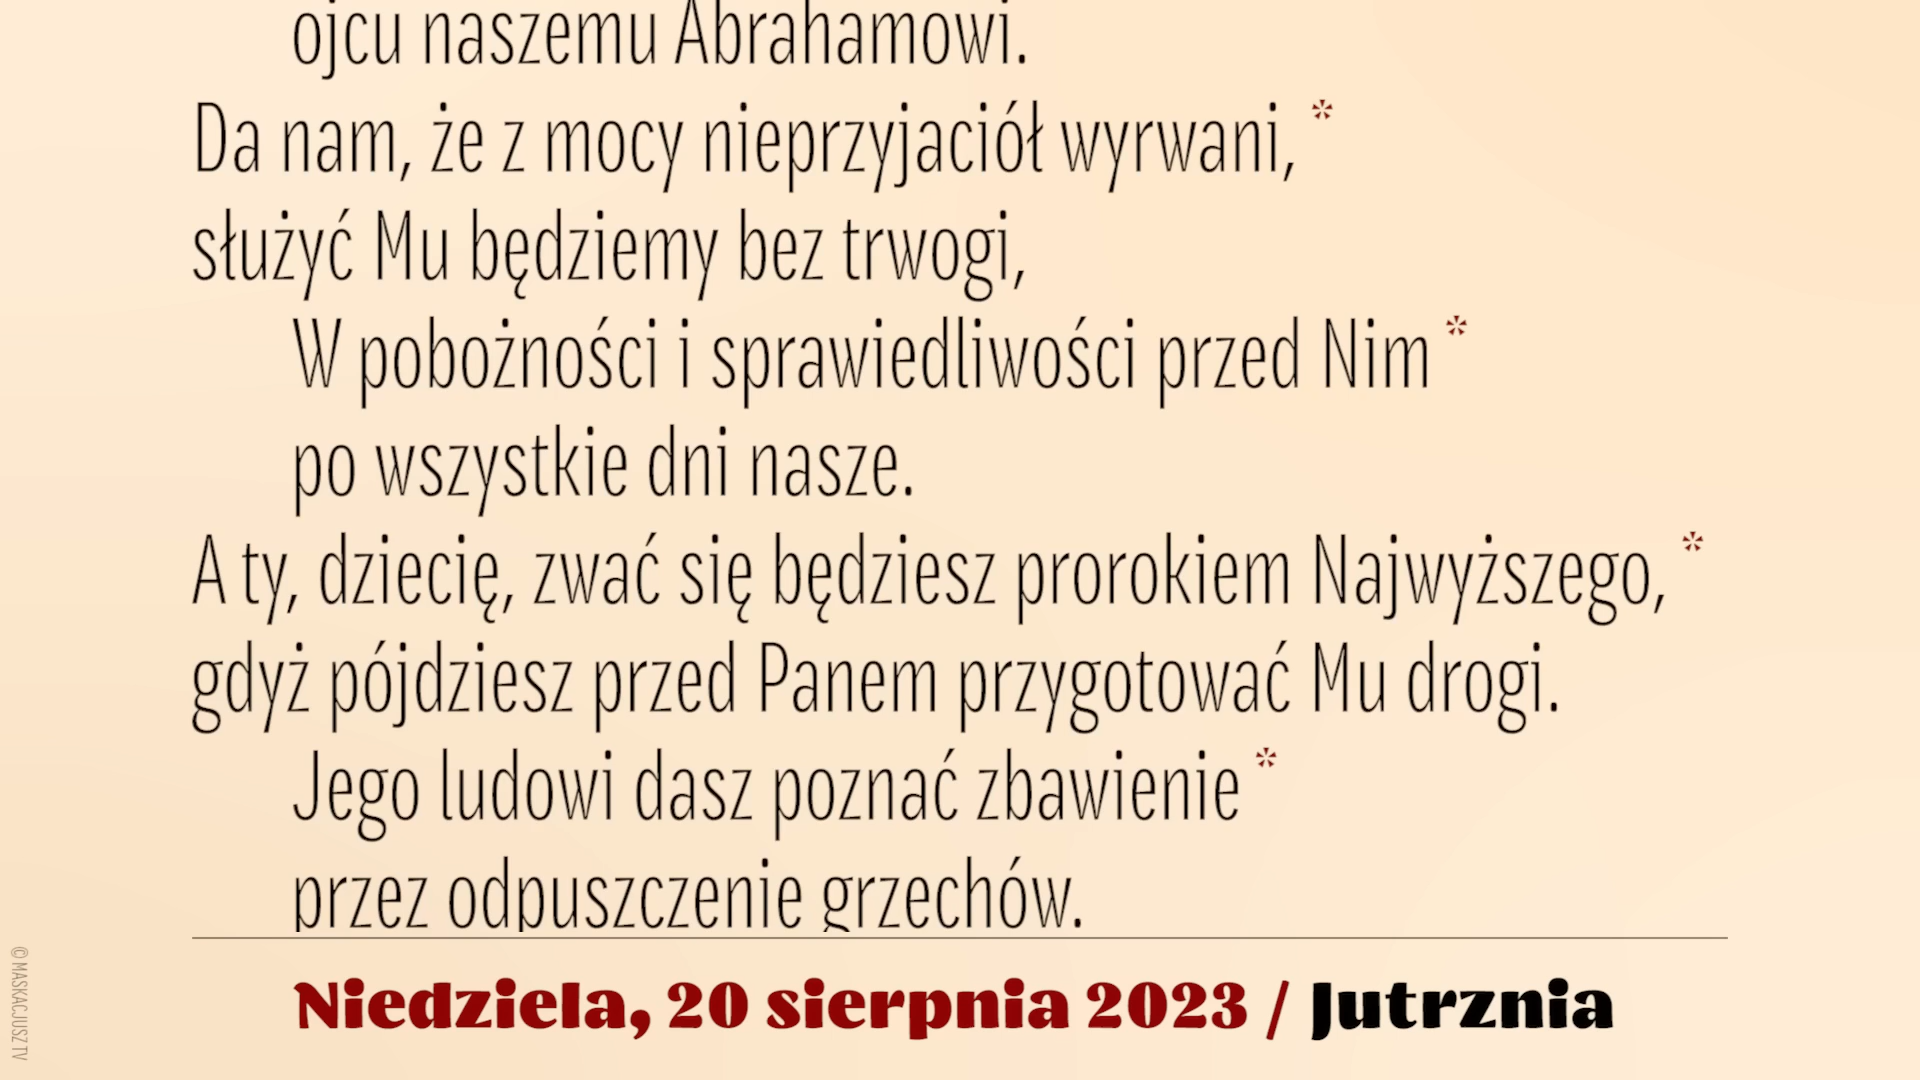 ojcu naszemu Abrahamowi.
Da nam, że z mocy nieprzyjaciół wyrwani, *
służyć Mu będziemy bez trwogi,
W pobożności i sprawiedliwości przed Nim *
po wszystkie dni nasze.
A ty, dziecię, zwać się będziesz prorokiem Najwyższego, *
gdyż pójdziesz przed Panem przygotować Mu drogi.
Jego ludowi dasz poznać zbawienie *
przez odpuszczenie grzechów.
Niedziela, 20 sierpnia 2023 / Jutrznia
© MASKACJUSZ TV